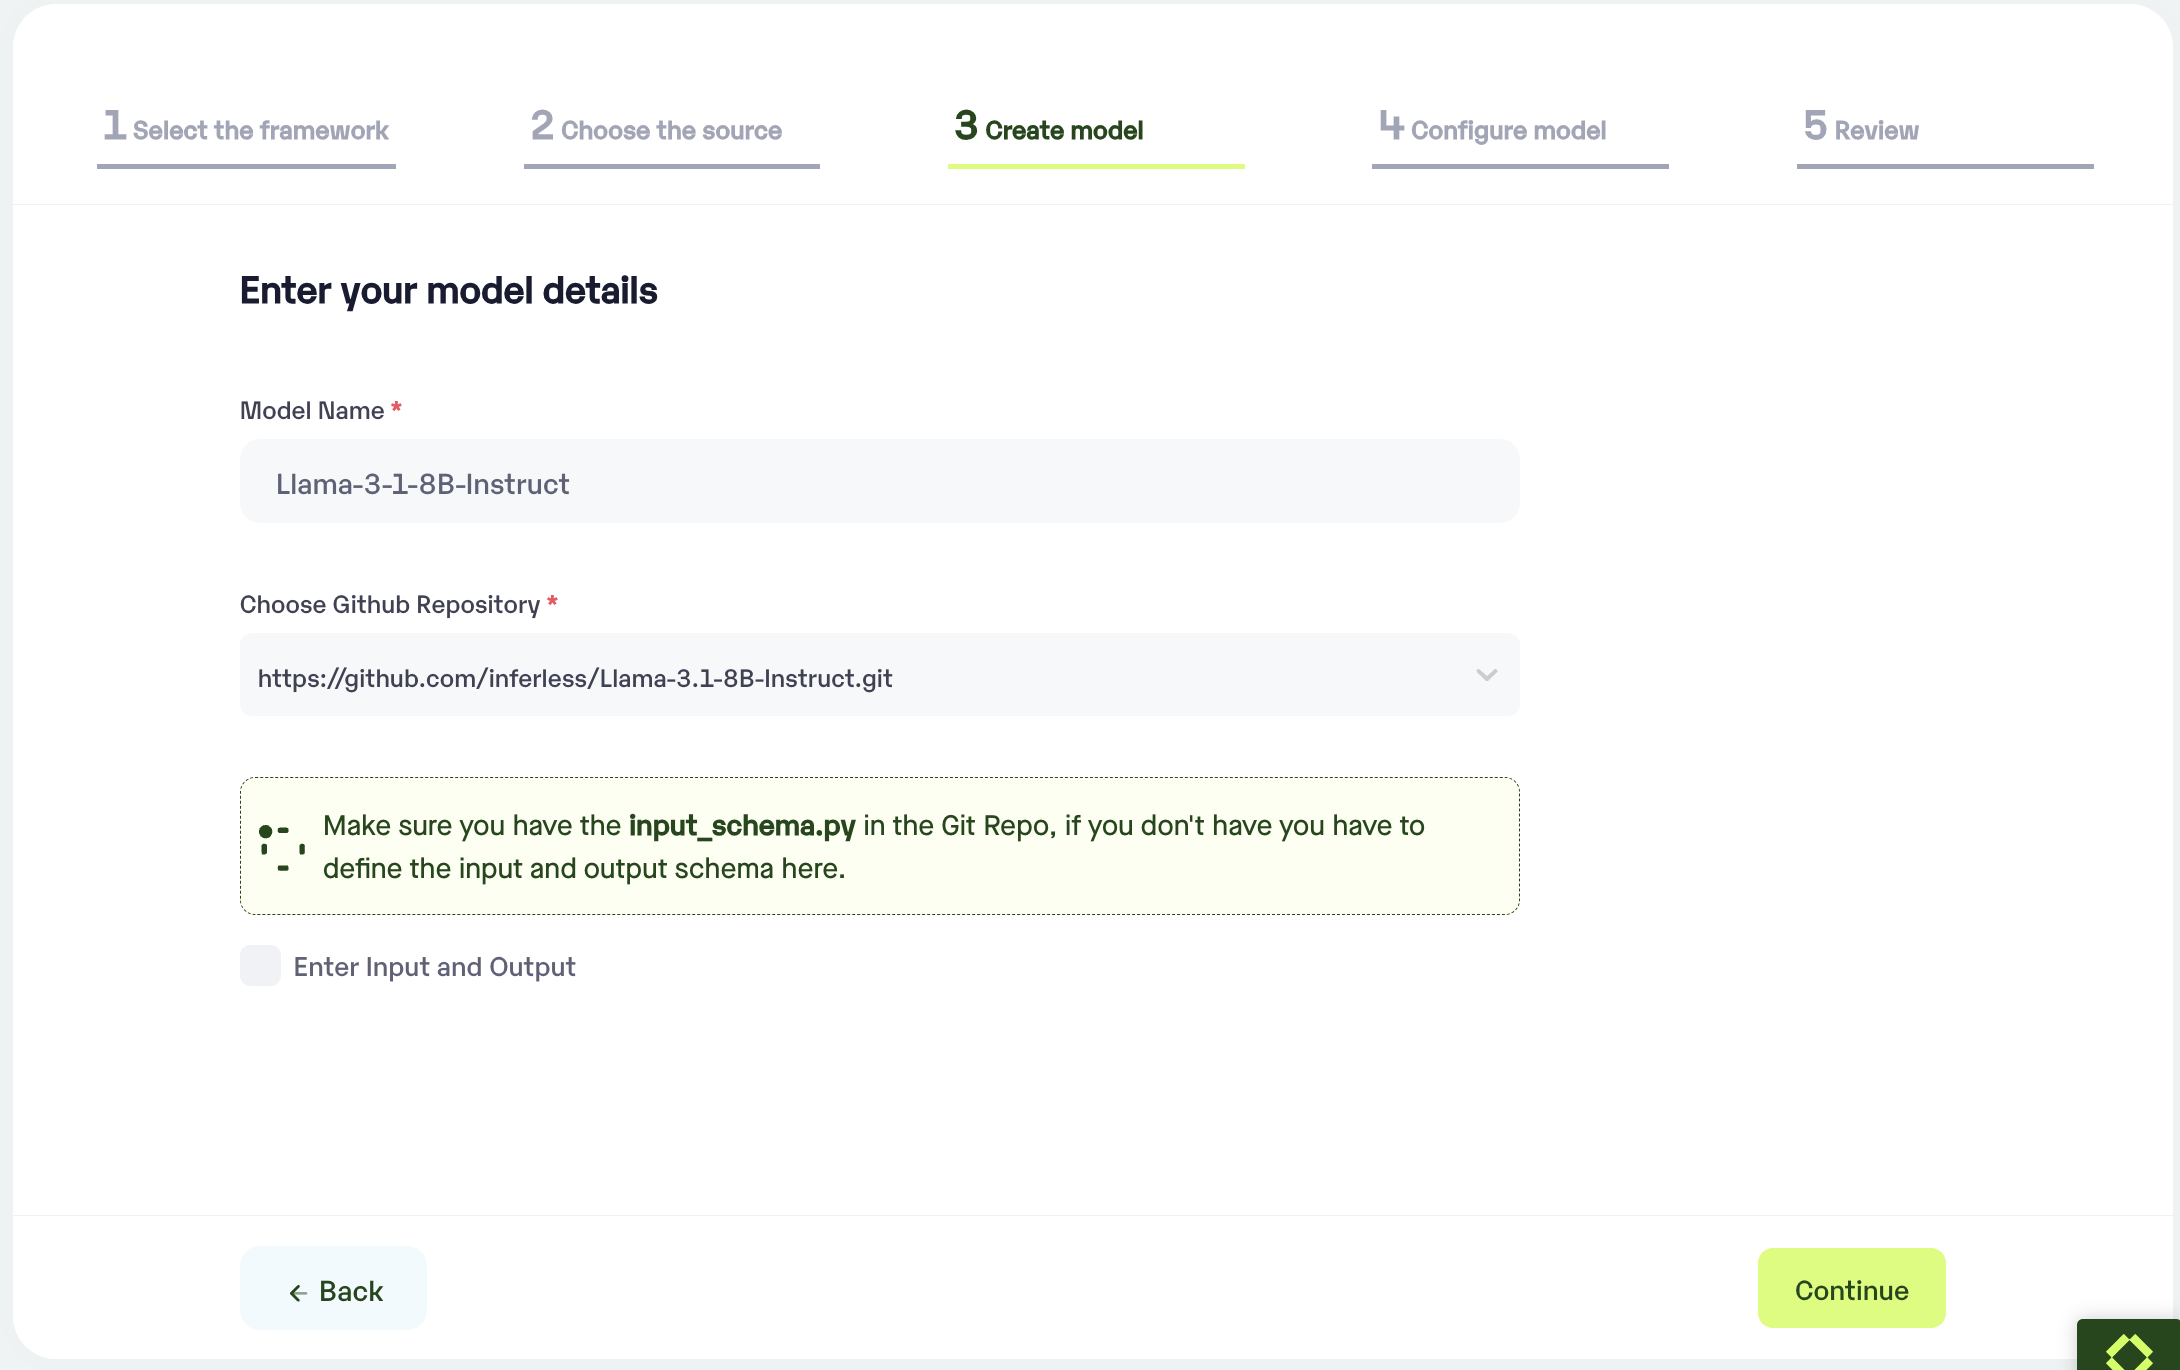 1 Select the framework
2 Choose the source
3 Create model
4 Configure model
5 Review
Enter your model details
Model Name *
Llama-3-1-8B-Instruct
Choose Github Repository *
https://github.com/inferless/Llama-3.1-8B-Instruct.git
Make sure you have the input_schema.py in the Git Repo, if you don't have you have to
define the input and output schema here.
Enter Input and Output
← Back
Continue